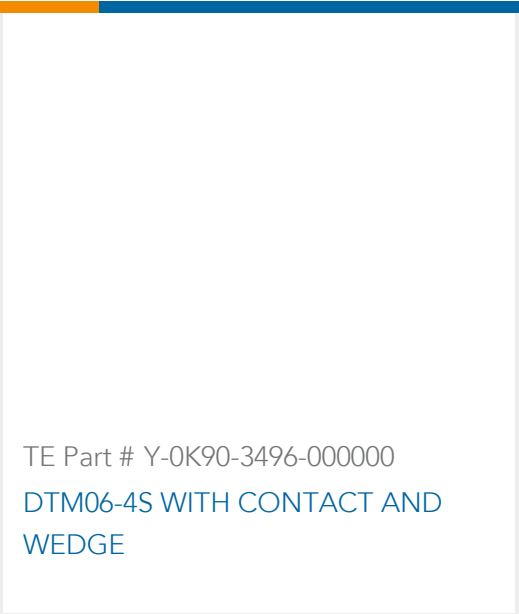 TE Part # Y-0K90-3496-000000
DTM06-4S WITH CONTACT AND
WEDGE